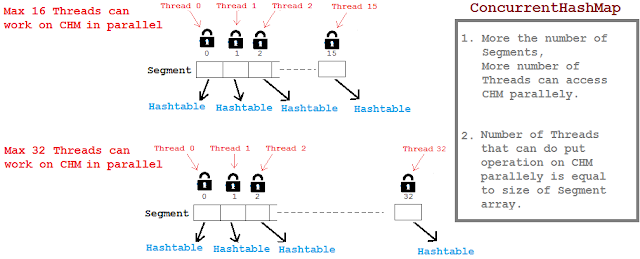 Max 16 Threads can
work on CHM in parallel
Thread 0
Thread 1
Thread 2
Thread 15
0
1
2
15
Segment
Hashtable
Hashtable
Hashtable
Hashtable
Max 32 Threads can
work on CHM in parallel
Thread 0
Thread 1
Thread 2
Thread 32
0
1
2
32
Segment
Hashtable
Hashtable
Hashtable
Hashtable
ConcurrentHashMap
1. More the number of
Segments,
More number of
Threads can access
CHM parallely.
2. Number of Threads
that can do put
operation on CHM
parallely is equal
to size of Segment
array.